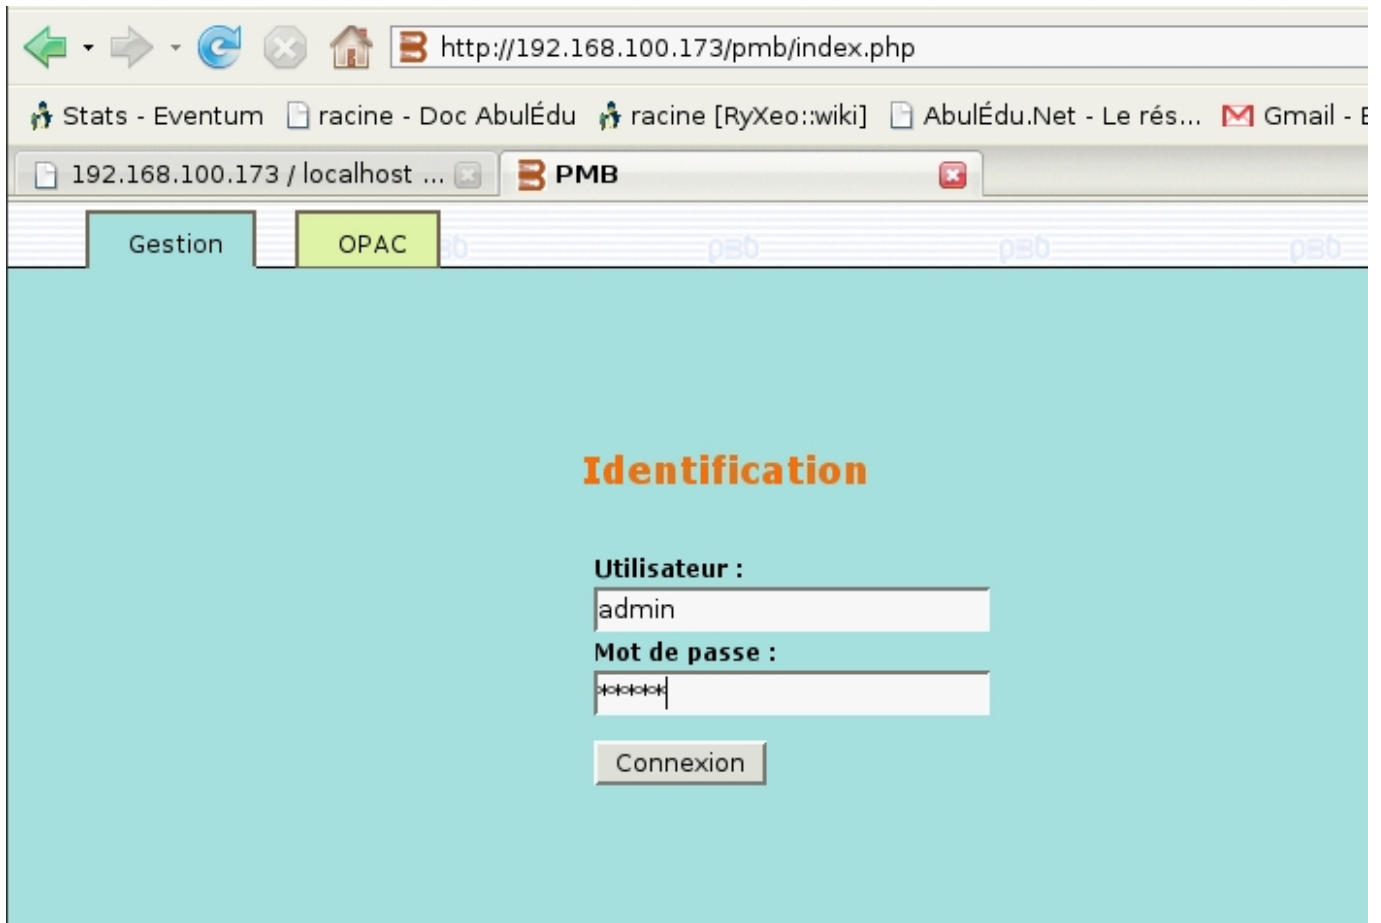 http://192.168.100.173/pmb/index.php
Stats - Eventum racine - Doc AbulÉdu racine [RyXeo::wiki] AbulÉdu.Net - Le rés... Gmail - B
192.168.100.173 / localhost ... PMB
Gestion OPAC
Identification
Utilisateur :
admin
Mot de passe :
*****
Connexion